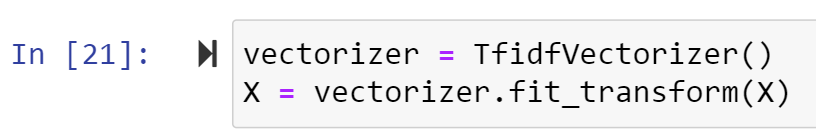 In [21]:
vectorizer = TfidfVectorizer()
X = vectorizer.fit_transform(X)